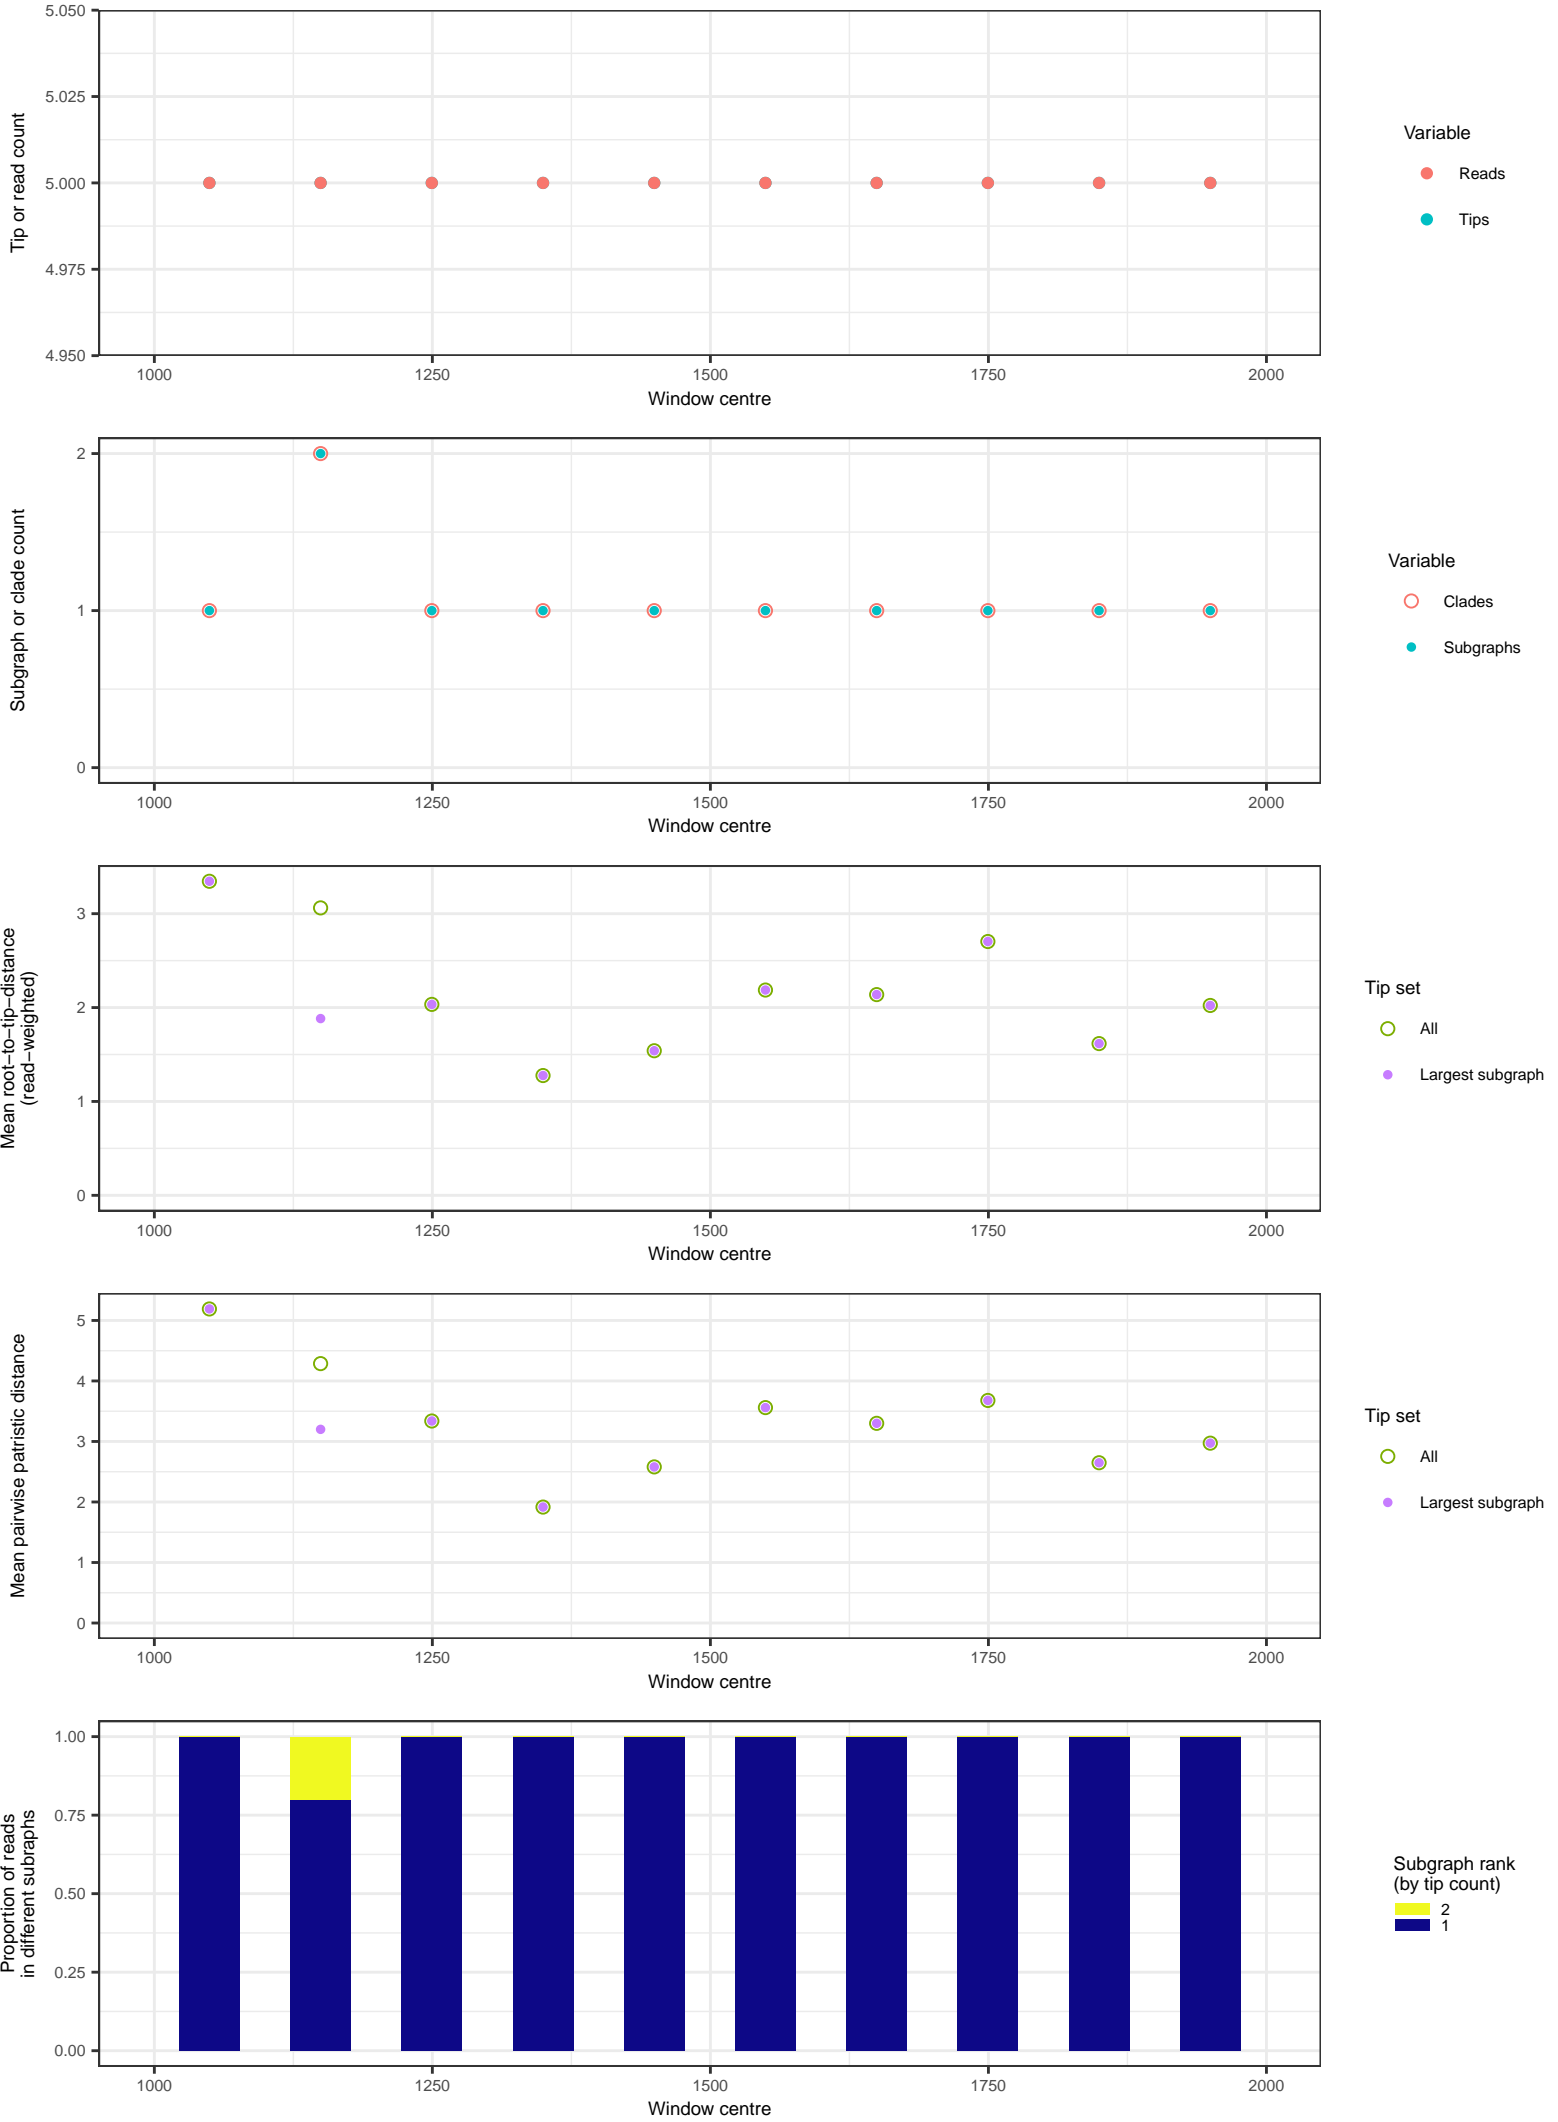 5.050
5.025
5.000
4.975
4.950
Tip or read count
1000 1250 1500 1750 2000
Window centre
Variable
Reads
Tips
2
1
0
Subgraph or clade count
1000 1250 1500 1750 2000
Window centre
Variable
Clades
Subgraphs
3
2
1
0
Mean root−to−tip−distance
(read−weighted)
1000 1250 1500 1750 2000
Window centre
Tip set
All
Largest subgraph
5
4
3
2
1
0
Mean pairwise patristic distance
1000 1250 1500 1750 2000
Window centre
Tip set
All
Largest subgraph
1.00
0.75
0.50
0.25
0.00
Proportion of reads
in different subraphs
1000 1250 1500 1750 2000
Window centre
Subgraph rank
(by tip count)
2
1